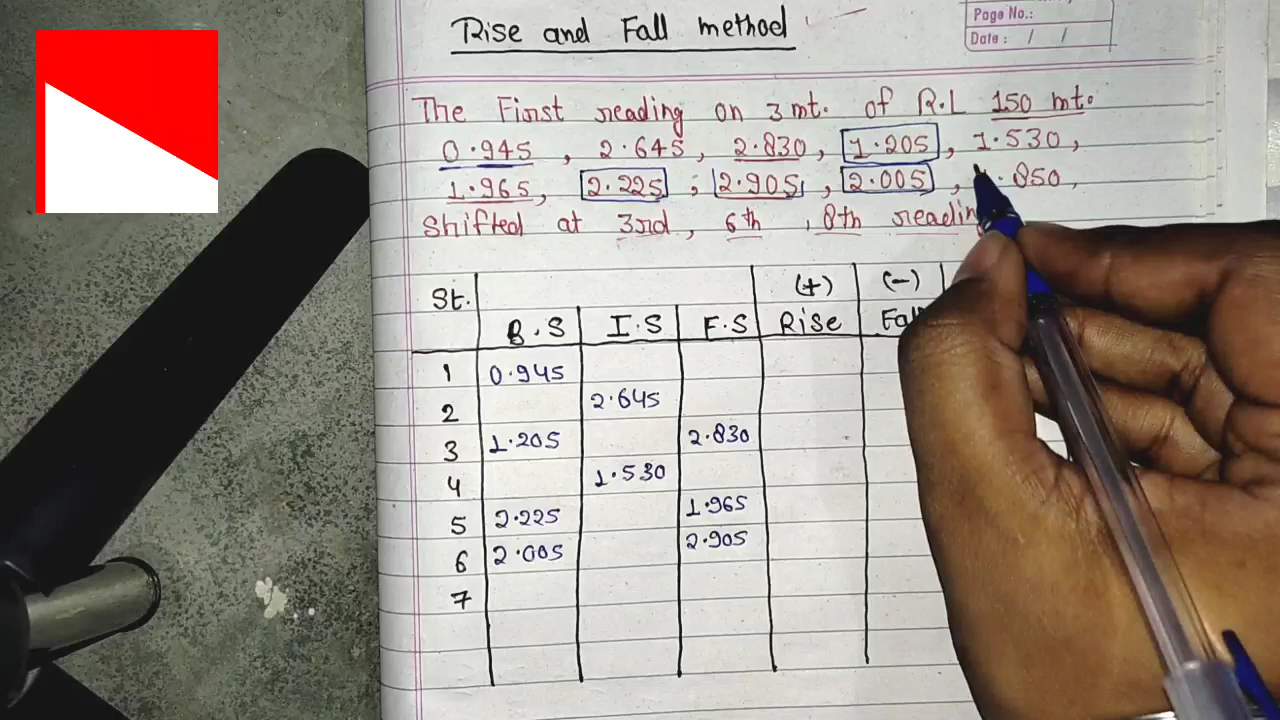 Rise and Fall method
Page No.:
Date : / /
The First reading on 3 mt. of R.L 150 mt.
0.945 , 2.645 , 2.830 , 1.205 , 1.530 ,
1.965 , 2.225 , 2.905 , 2.005 , .850 ,
Shifted at 3rd , 6th , 8th reading
(+) (-)
St. B.S I.S F.S Rise Fall
1 0.945
2 2.645
3 1.205 2.830
4 1.530
5 2.225 1.965
6 2.005 2.905
7